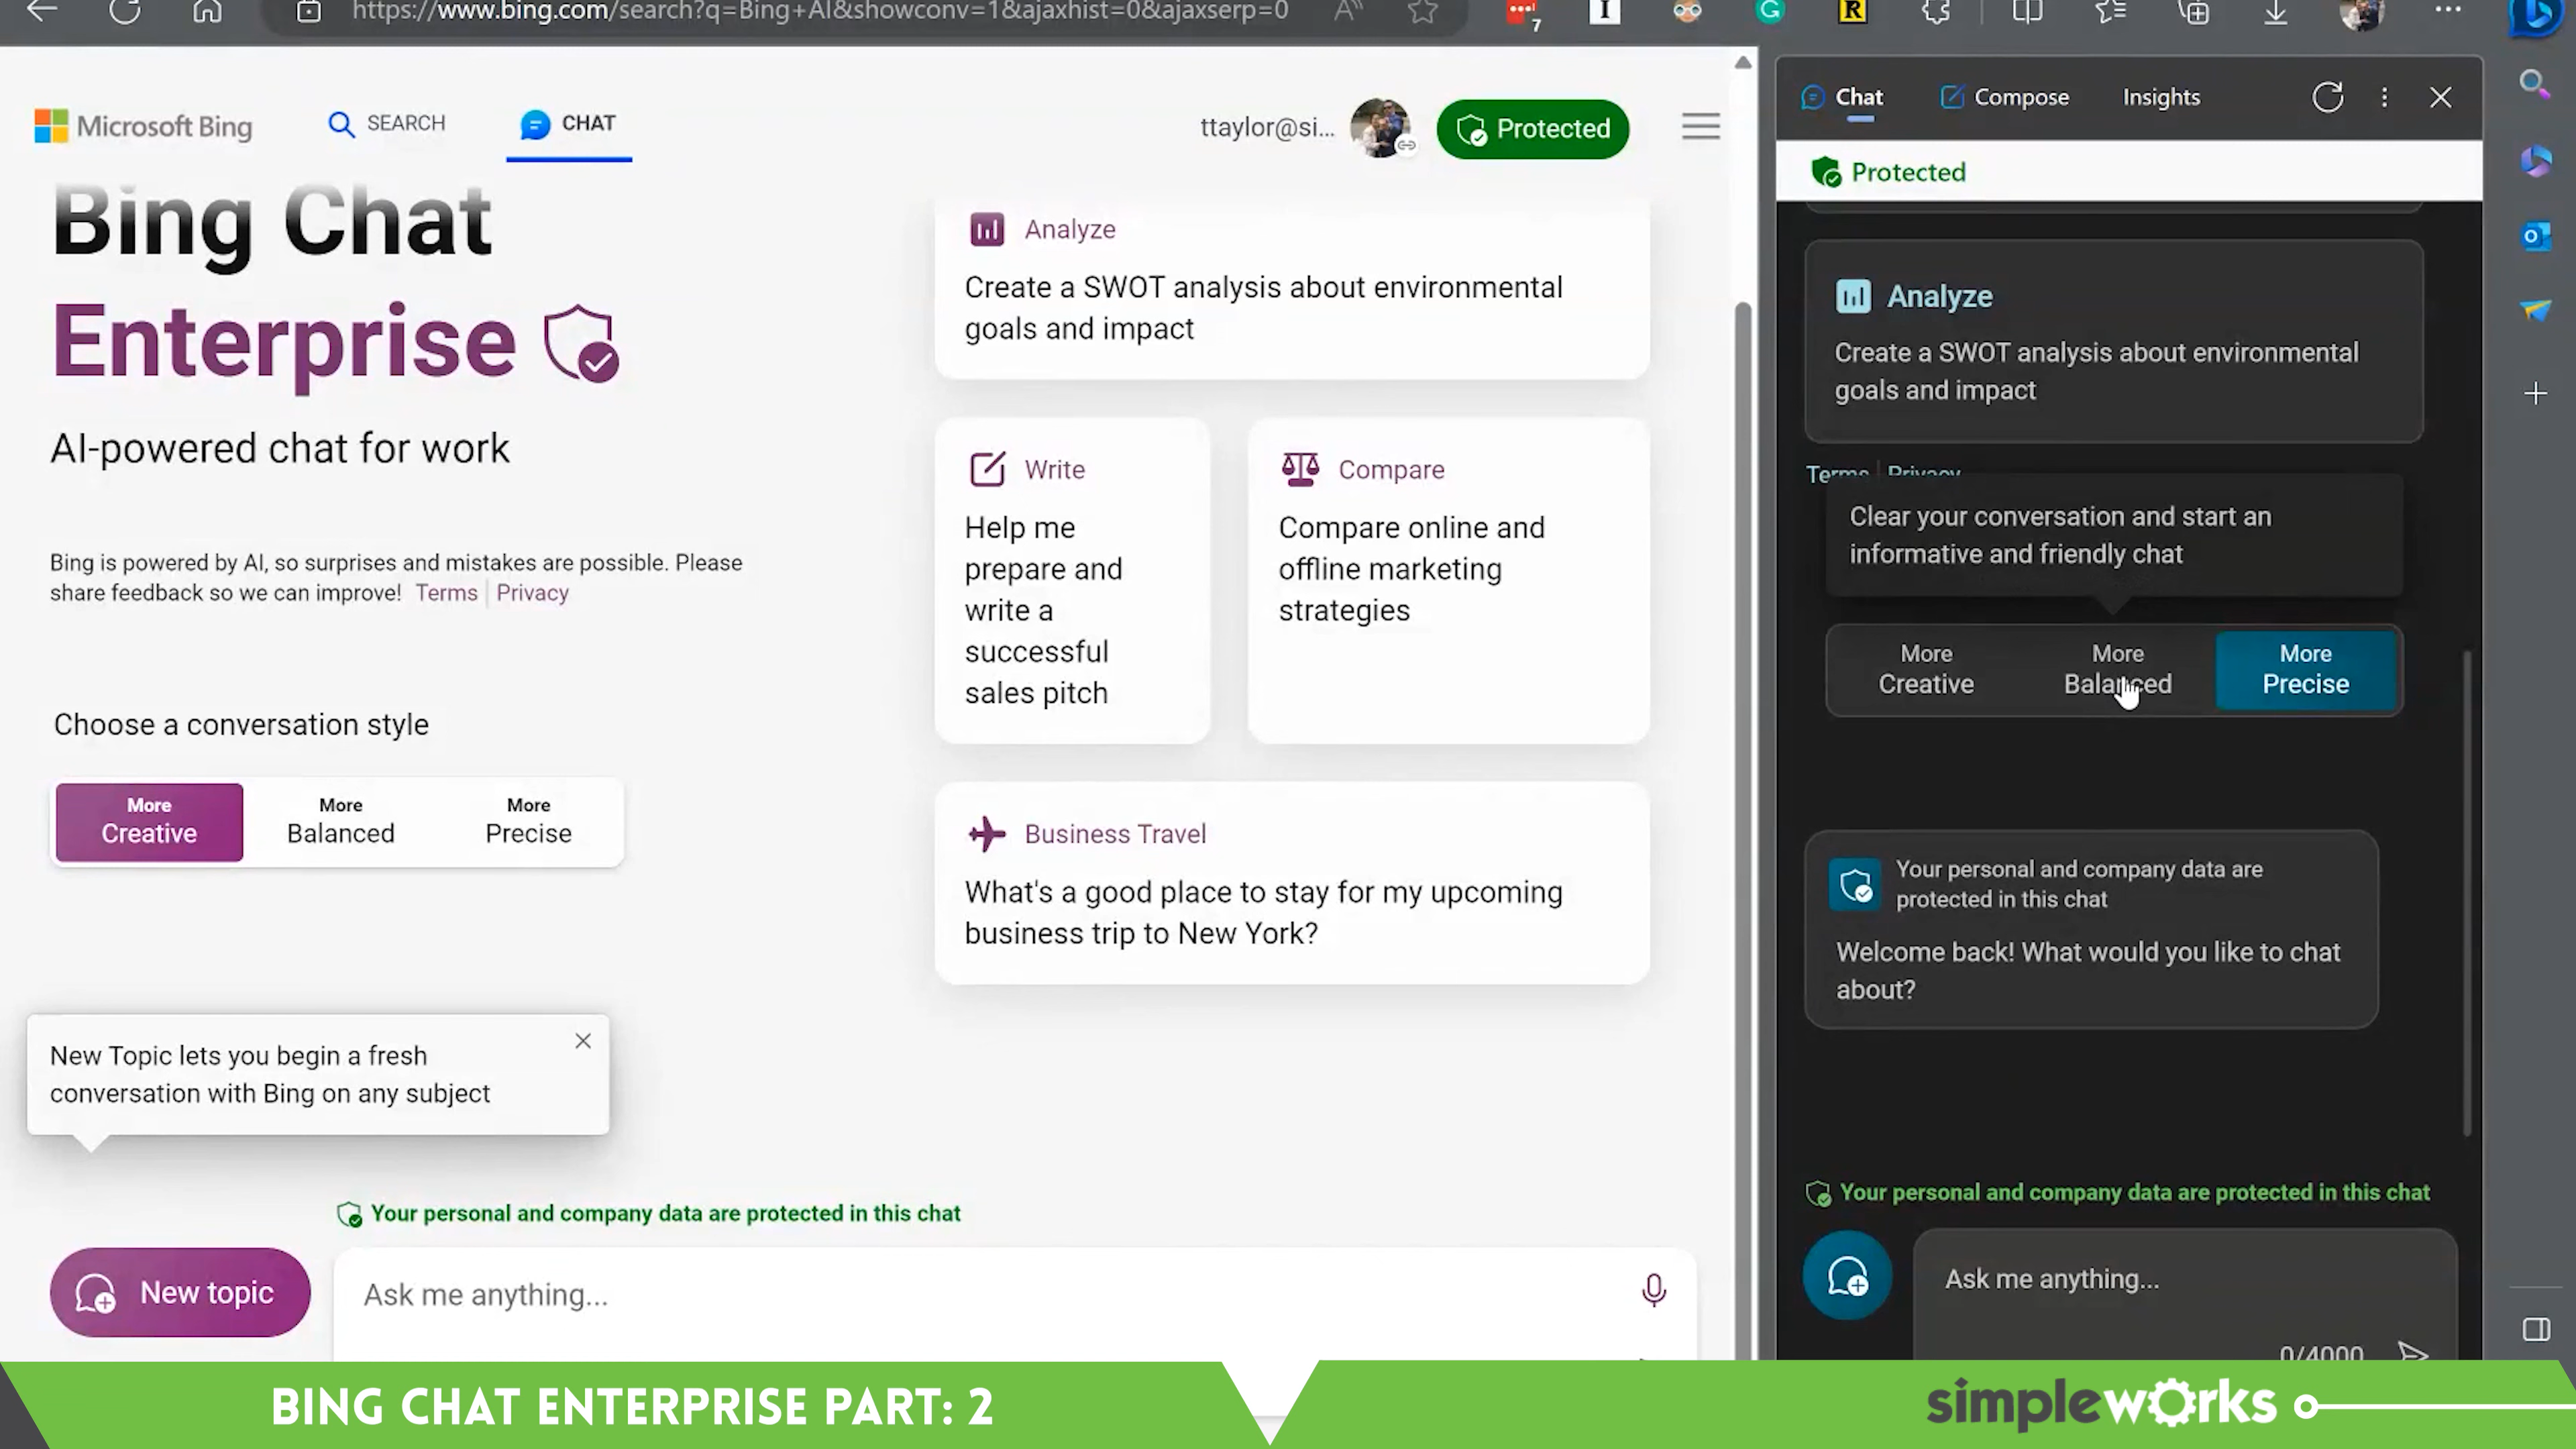 https://www.bing.com/search?q=Bing+AI&showconv=1&ajaxhist=0&ajaxserp=0
7
Microsoft Bing
SEARCH
CHAT
ttaylor@si...
Protected
Bing Chat
Enterprise
AI-powered chat for work
Bing is powered by AI, so surprises and mistakes are possible. Please
share feedback so we can improve! Terms | Privacy
Choose a conversation style
More
Creative
More
Balanced
More
Precise
New Topic lets you begin a fresh
conversation with Bing on any subject
Analyze
Create a SWOT analysis about environmental
goals and impact
Write
Help me
prepare and
write a
successful
sales pitch
Compare
Compare online and
offline marketing
strategies
Business Travel
What's a good place to stay for my upcoming
business trip to New York?
Your personal and company data are protected in this chat
New topic
Ask me anything...
Chat
Compose
Insights
Protected
Analyze
Create a SWOT analysis about environmental
goals and impact
Terms | Privacy
Clear your conversation and start an
informative and friendly chat
More
Creative
More
Balanced
More
Precise
Your personal and company data are
protected in this chat
Welcome back! What would you like to chat
about?
Your personal and company data are protected in this chat
Ask me anything...
0/4000
BING CHAT ENTERPRISE PART: 2
simpleworks